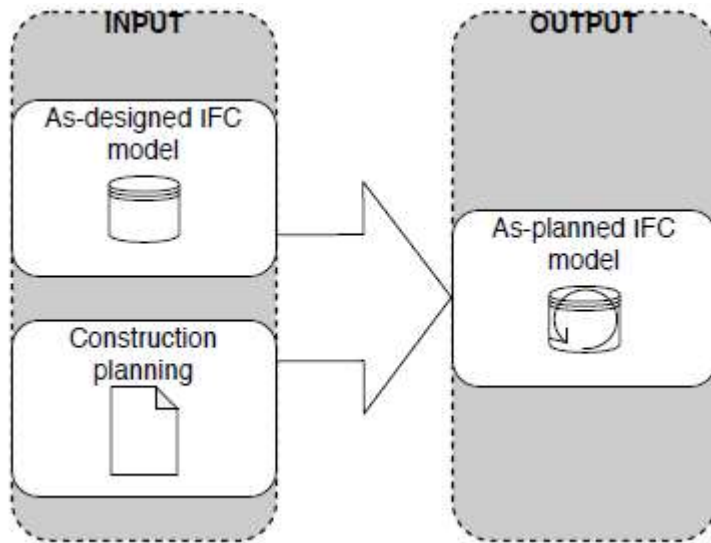 INPUT
As-designed IFC
model
Construction
planning
OUTPUT
As-planned IFC
model